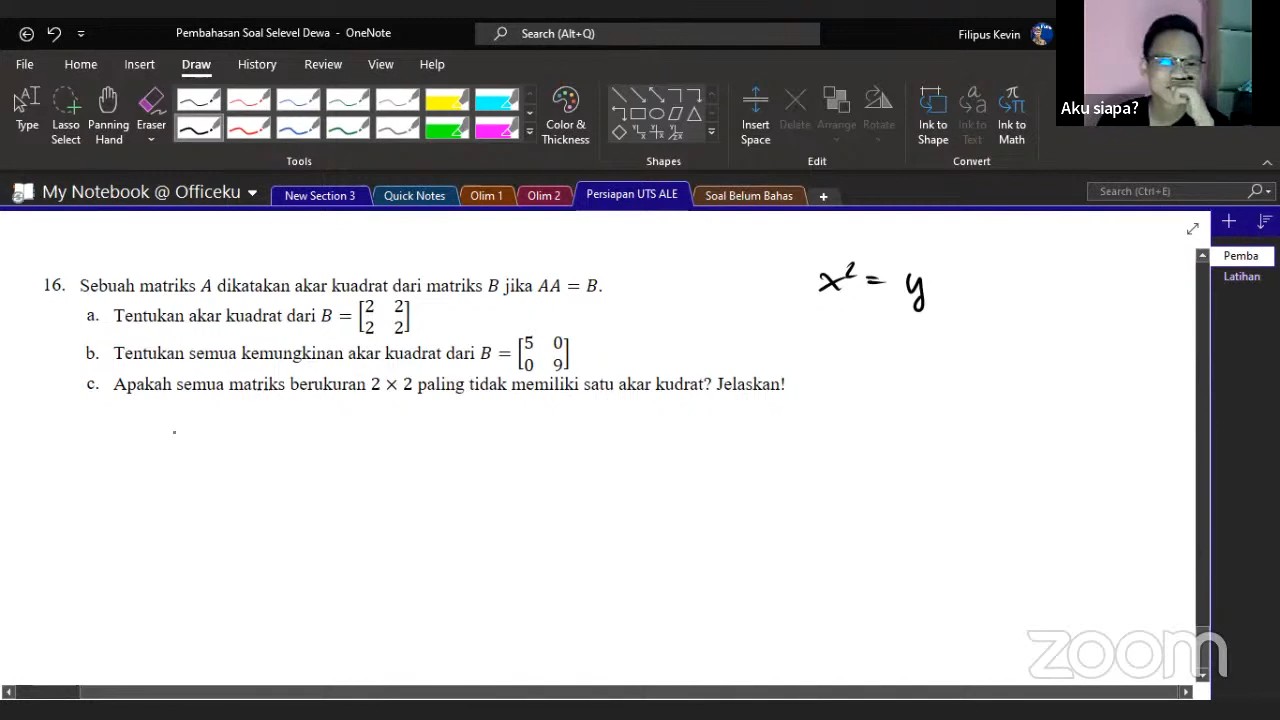 Pembahasan Soal Selevel Dewa - OneNote
Search (Alt+Q)
Filipus Kevin
Aku siapa?
File Home Insert Draw History Review View Help
Type
Lasso Select
Panning Hand
Eraser
Color & Thickness
Insert Space
Delete
Arrange
Rotate
Ink to Shape
Ink to Text
Ink to Math
Tools Shapes Edit Convert
My Notebook @ Officeku
New Section 3 Quick Notes Olim 1 Olim 2 Persiapan UTS ALE Soal Belum Bahas
Search (Ctrl+E)
Pemba
Latihan
x² = y
16. Sebuah matriks A dikatakan akar kuadrat dari matriks B jika AA = B.
a. Tentukan akar kuadrat dari B = [2 2
2 2]
b. Tentukan semua kemungkinan akar kuadrat dari B = [5 0
0 9]
c. Apakah semua matriks berukuran 2 × 2 paling tidak memiliki satu akar kudrat? Jelaskan!
zoom